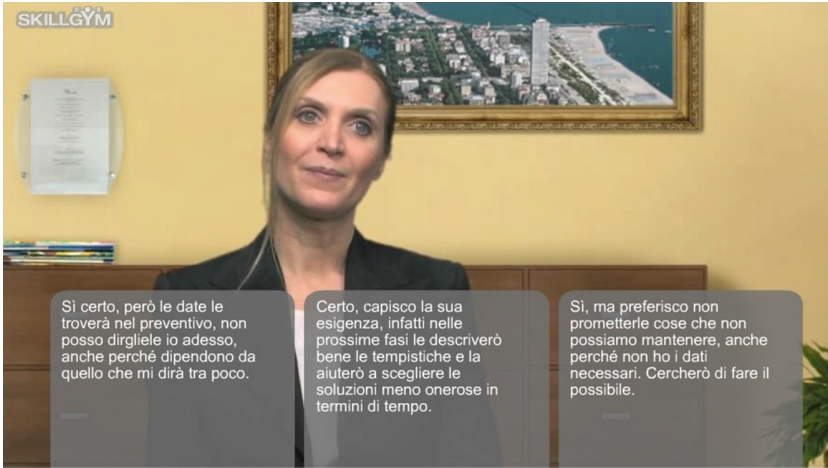 SKILLGYM
Sì certo, però le date le
troverà nel preventivo, non
posso dirgliele io adesso,
anche perché dipendono da
quello che mi dirà tra poco.
Certo, capisco la sua
esigenza, infatti nelle
prossime fasi le descriverò
bene le tempistiche e la
aiuterò a scegliere le
soluzioni meno onerose in
termini di tempo.
Sì, ma preferisco non
prometterle cose che non
possiamo mantenere, anche
perché non ho i dati
necessari. Cercherò di fare il
possibile.